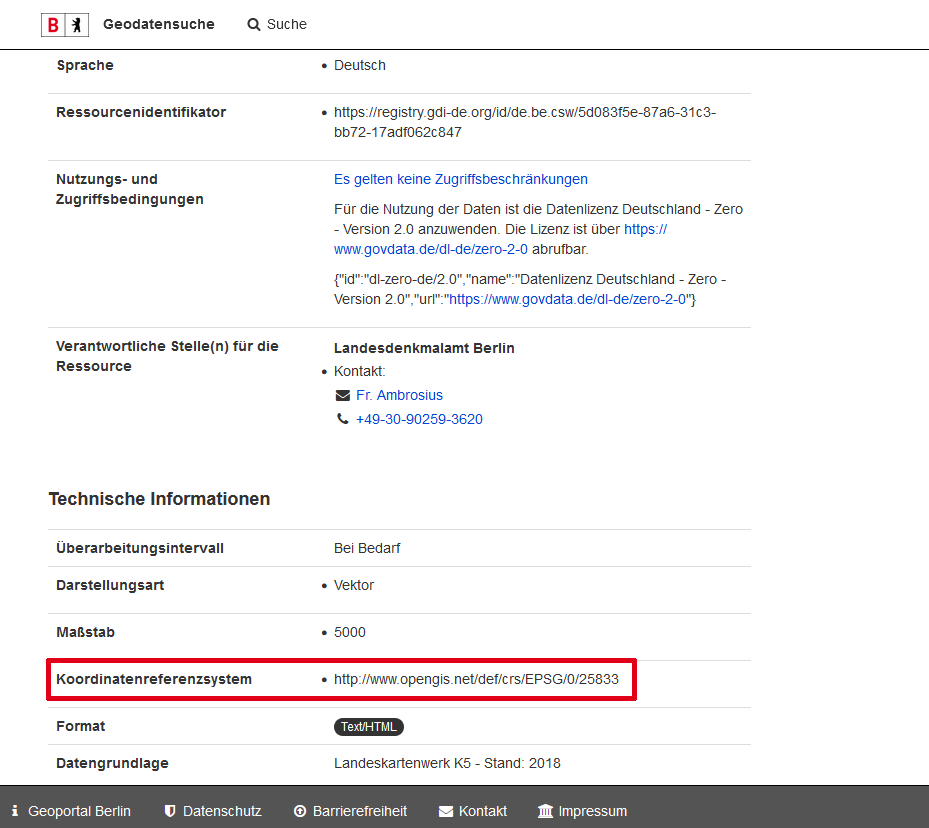 B Geodatensuche Suche
Sprache • Deutsch
Ressourcenidentifikator • https://registry.gdi-de.org/id/de.be.csw/5d083f5e-87a6-31c3-
bb72-17adf062c847
Nutzungs- und
Zugriffsbedingungen
Es gelten keine Zugriffsbeschränkungen
Für die Nutzung der Daten ist die Datenlizenz Deutschland - Zero
- Version 2.0 anzuwenden. Die Lizenz ist über https://
www.govdata.de/dl-de/zero-2-0 abrufbar.
{"id":"dl-zero-de/2.0","name":"Datenlizenz Deutschland - Zero -
Version 2.0","url":"https://www.govdata.de/dl-de/zero-2-0"}
Verantwortliche Stelle(n) für die
Ressource
Landesdenkmalamt Berlin
• Kontakt:
Fr. Ambrosius
+49-30-90259-3620
Technische Informationen
Überarbeitungsintervall Bei Bedarf
Darstellungsart • Vektor
Maßstab • 5000
Koordinatenreferenzsystem • http://www.opengis.net/def/crs/EPSG/0/25833
Format Text/HTML
Datengrundlage Landeskartenwerk K5 - Stand: 2018
Geoportal Berlin Datenschutz Barrierefreiheit Kontakt Impressum